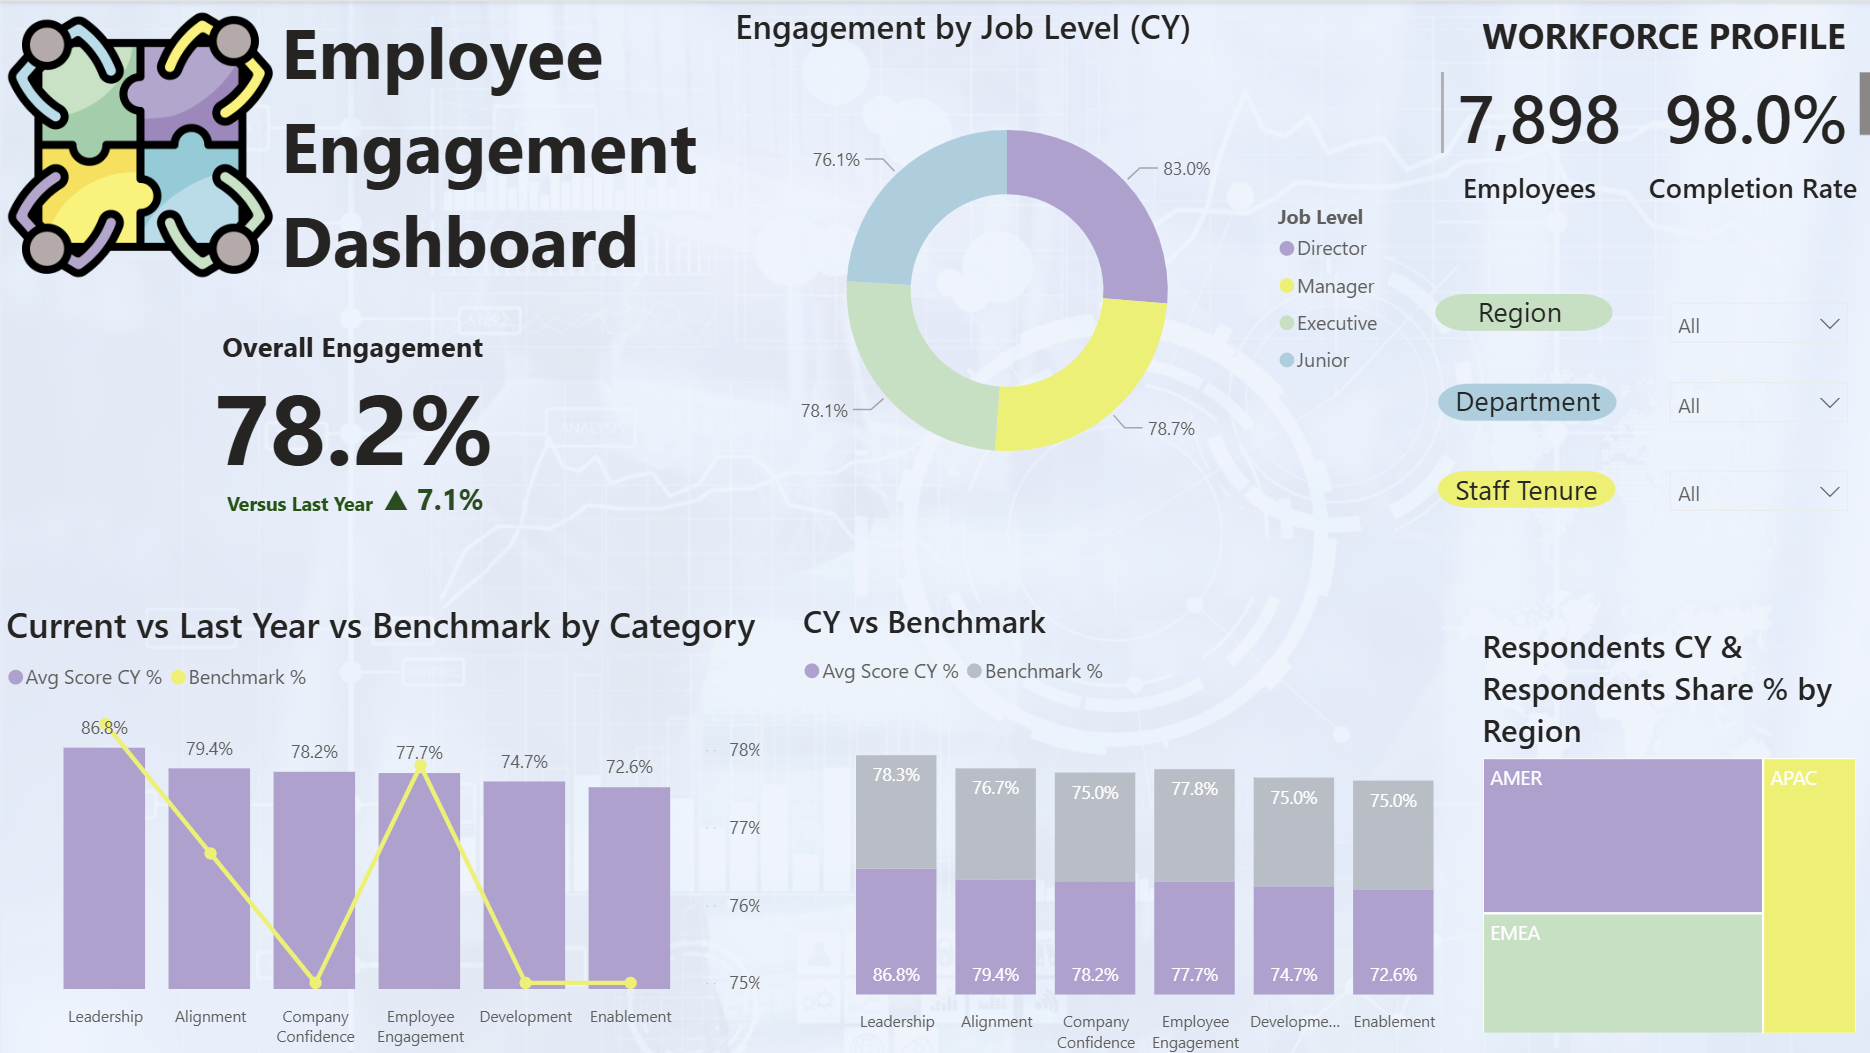 Employee
Engagement
Dashboard
Overall Engagement
78.2%
Versus Last Year ▲ 7.1%
Engagement by Job Level (CY)
76.1%
83.0%
78.1%
78.7%
Job Level
Director
Manager
Executive
Junior
WORKFORCE PROFILE
7,898
98.0%
Employees
Completion Rate
Region
All
Department
All
Staff Tenure
All
Current vs Last Year vs Benchmark by Category
Avg Score CY %
Benchmark %
86.8%
79.4%
78.2%
77.7%
74.7%
72.6%
78%
77%
76%
75%
Leadership
Alignment
Company
Confidence
Employee
Engagement
Development
Enablement
CY vs Benchmark
Avg Score CY %
Benchmark %
78.3%
76.7%
75.0%
77.8%
75.0%
75.0%
86.8%
79.4%
78.2%
77.7%
74.7%
72.6%
Leadership
Alignment
Company
Confidence
Employee
Engagement
Developme...
Enablement
Respondents CY &
Respondents Share % by
Region
AMER
APAC
EMEA